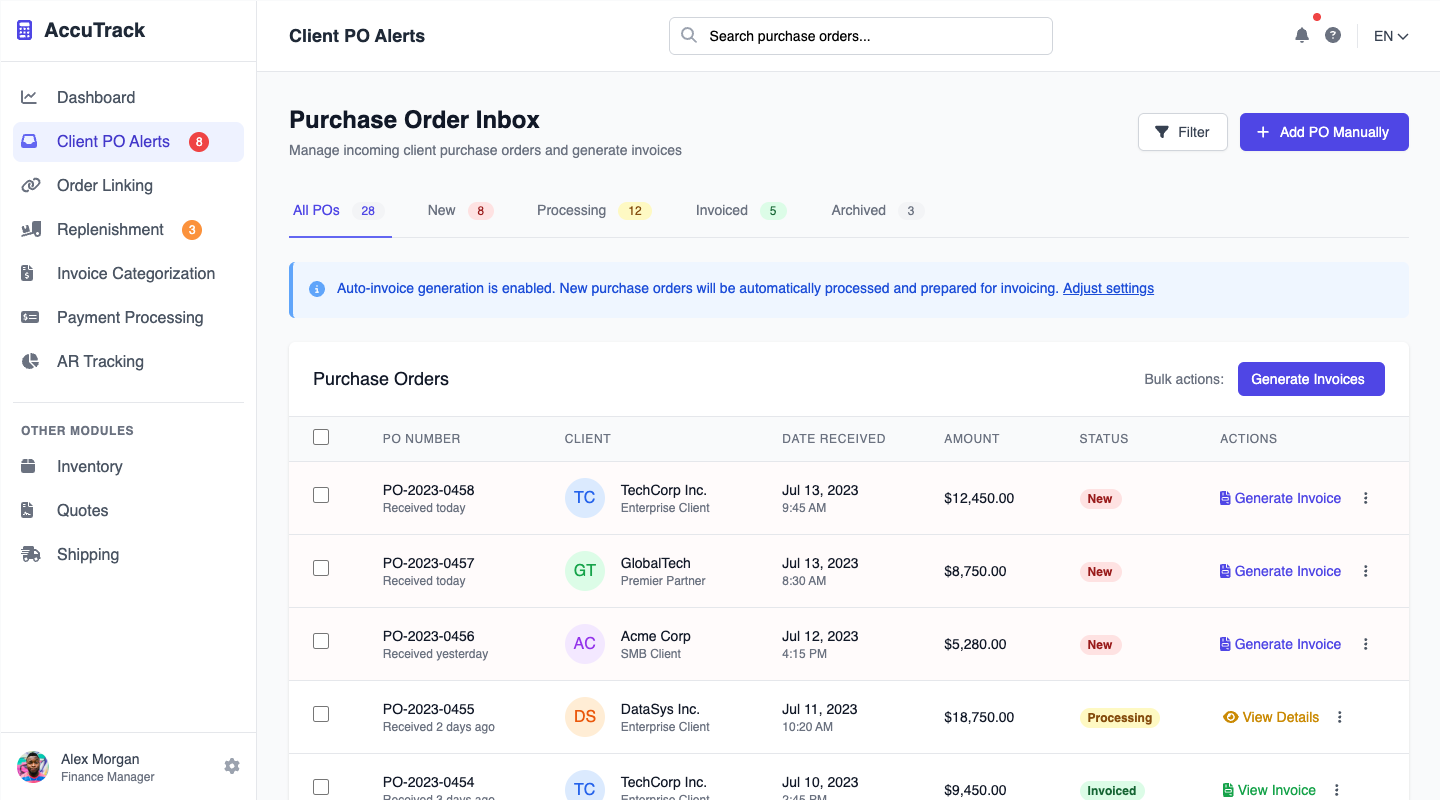 AccuTrack
Dashboard
Client PO Alerts 8
Order Linking
Replenishment 3
Invoice Categorization
Payment Processing
AR Tracking
OTHER MODULES
Inventory
Quotes
Shipping
Alex Morgan
Finance Manager
Client PO Alerts
Search purchase orders...
EN
Purchase Order Inbox
Manage incoming client purchase orders and generate invoices
Filter
Add PO Manually
All POs 28 New 8 Processing 12 Invoiced 5 Archived 3
Auto-invoice generation is enabled. New purchase orders will be automatically processed and prepared for invoicing. Adjust settings
Purchase Orders
Bulk actions: Generate Invoices
PO NUMBER CLIENT DATE RECEIVED AMOUNT STATUS ACTIONS
PO-2023-0458 TC TechCorp Inc. Jul 13, 2023 $12,450.00 New Generate Invoice
Received today Enterprise Client 9:45 AM
PO-2023-0457 GT GlobalTech Jul 13, 2023 $8,750.00 New Generate Invoice
Received today Premier Partner 8:30 AM
PO-2023-0456 AC Acme Corp Jul 12, 2023 $5,280.00 New Generate Invoice
Received yesterday SMB Client 4:15 PM
PO-2023-0455 DS DataSys Inc. Jul 11, 2023 $18,750.00 Processing View Details
Received 2 days ago Enterprise Client 10:20 AM
PO-2023-0454 TC TechCorp Inc. Jul 10, 2023 $9,450.00 Invoiced View Invoice
Received 3 days ago Enterprise Client 2:45 PM